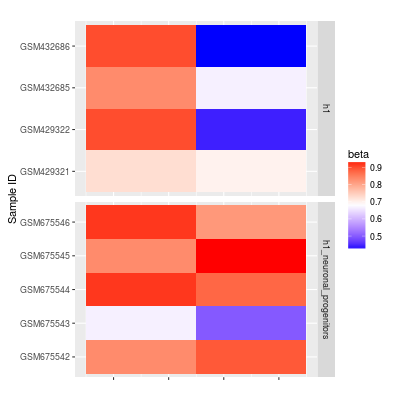 Sample ID
GSM432686
GSM432685
GSM429322
GSM429321
h1
GSM675546
GSM675545
GSM675544
GSM675543
GSM675542
h1_neuronal_progenitors
beta
0.9
0.8
0.7
0.6
0.5